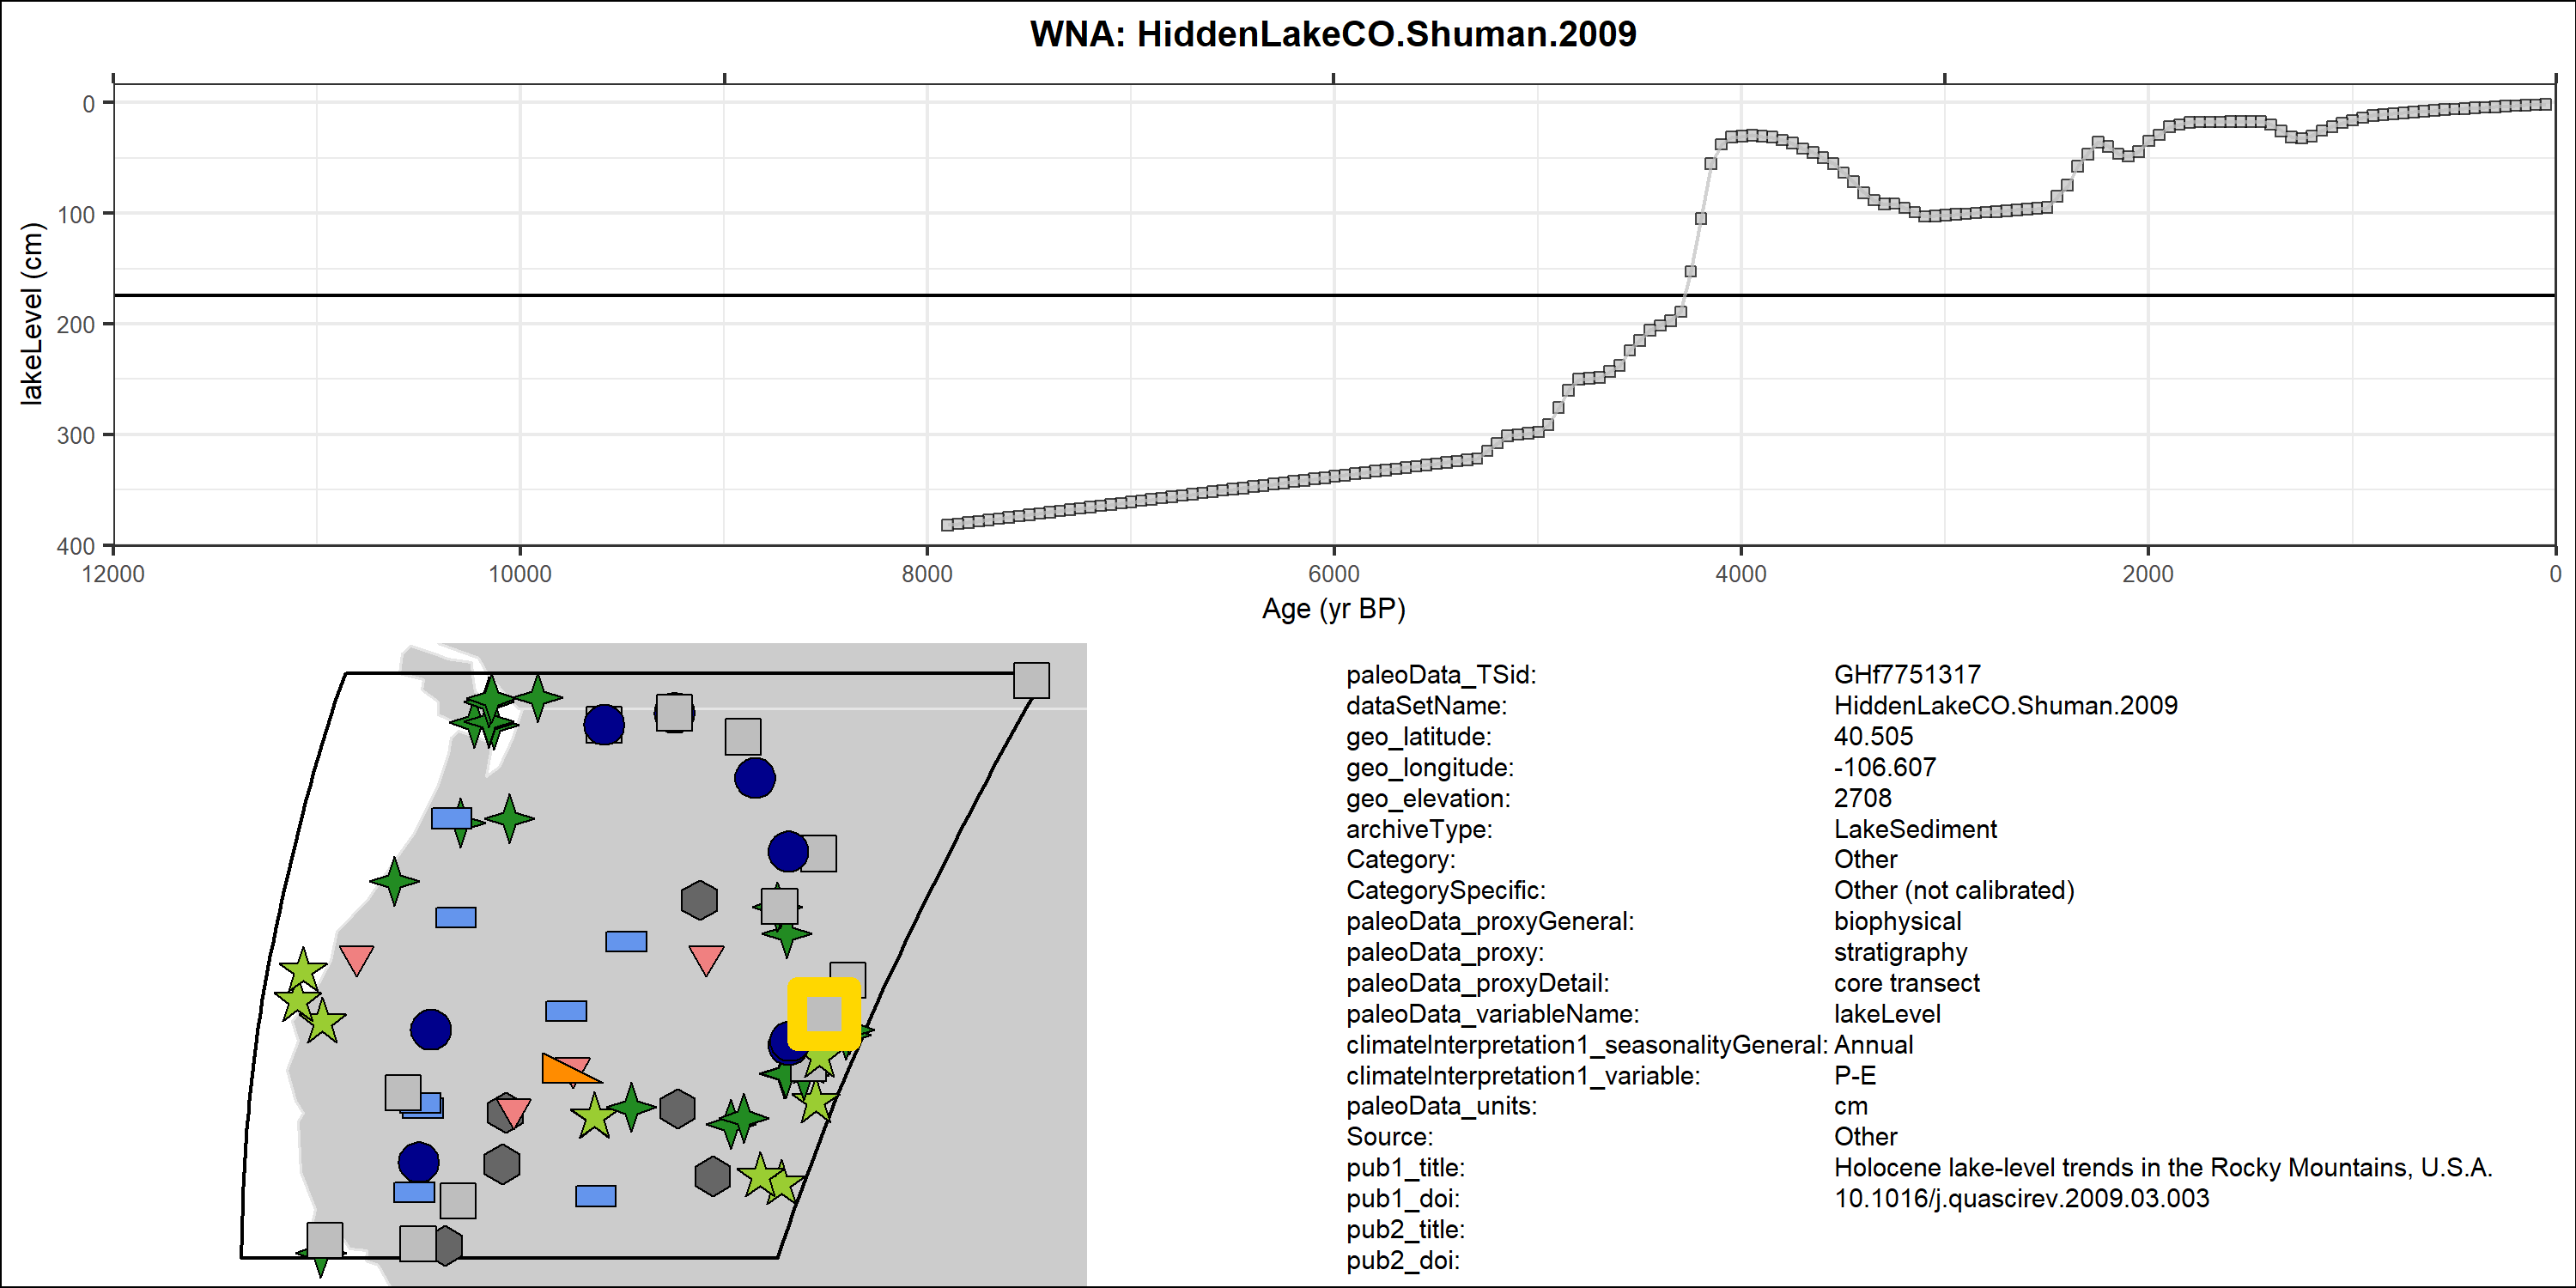 WNA: HiddenLakeCO.Shuman.2009
lakeLevel (cm)
0
100
200
300
400
12000 10000 8000 6000 4000 2000 0
Age (yr BP)
paleoData_TSid: GHf7751317
dataSetName: HiddenLakeCO.Shuman.2009
geo_latitude: 40.505
geo_longitude: -106.607
geo_elevation: 2708
archiveType: LakeSediment
Category: Other
CategorySpecific: Other (not calibrated)
paleoData_proxyGeneral: biophysical
paleoData_proxy: stratigraphy
paleoData_proxyDetail: core transect
paleoData_variableName: lakeLevel
climateInterpretation1_seasonalityGeneral: Annual
climateInterpretation1_variable: P-E
paleoData_units: cm
Source: Other
pub1_title: Holocene lake-level trends in the Rocky Mountains, U.S.A.
pub1_doi: 10.1016/j.quascirev.2009.03.003
pub2_title:
pub2_doi: